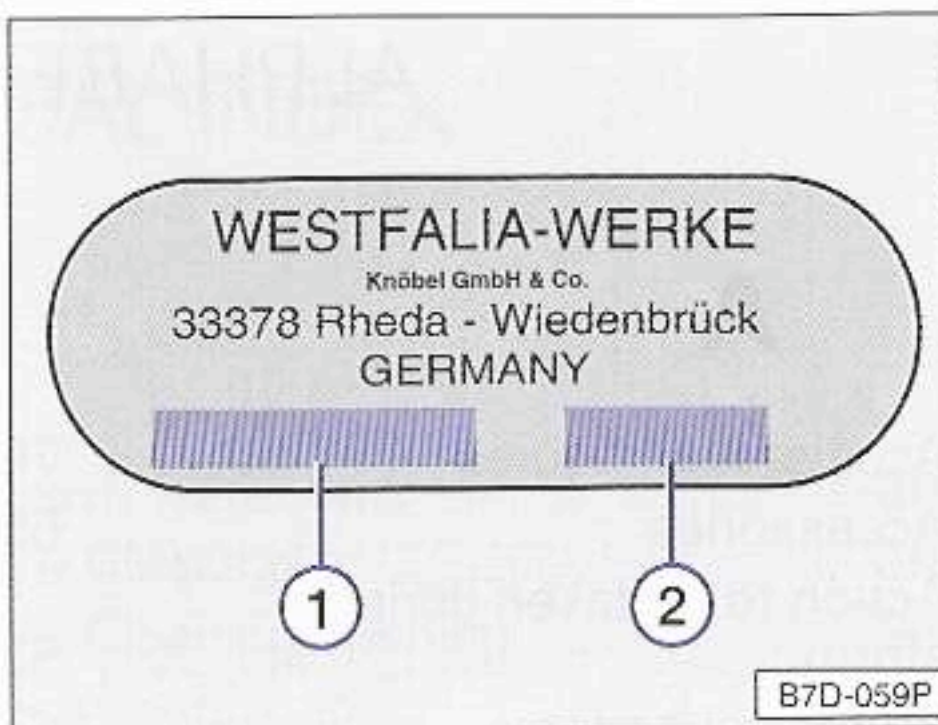 WESTFALIA-WERKE
Knöbel GmbH & Co.
33378 Rheda - Wiedenbrück
GERMANY
1 2
B7D-059P